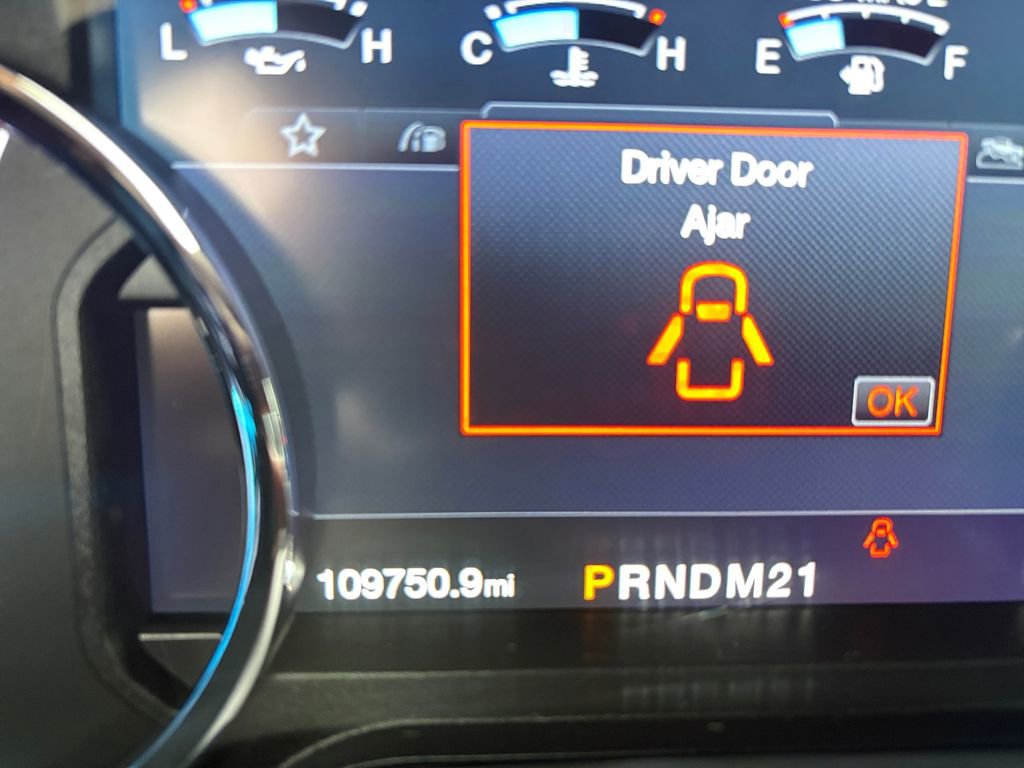 L H
C H
E F
Driver Door
Ajar
OK
109750.9mi
PRNDM21